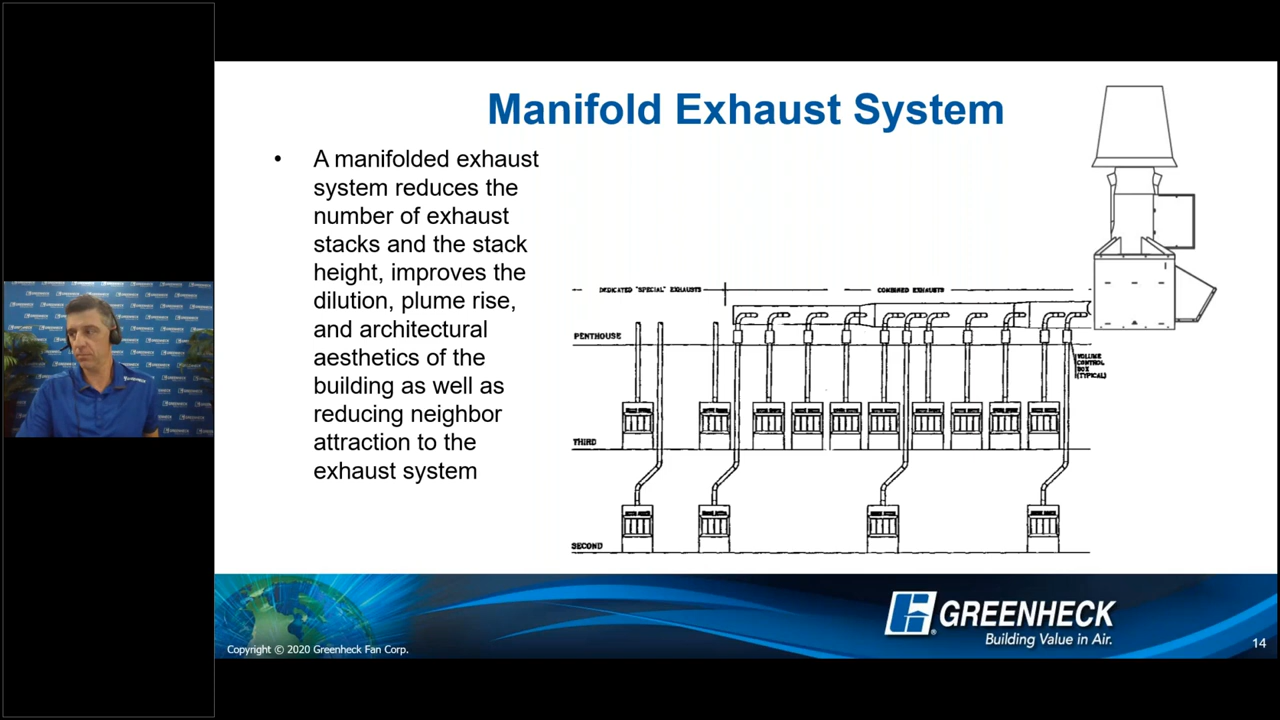 Manifold Exhaust System
• A manifolded exhaust
system reduces the
number of exhaust
stacks and the stack
height, improves the
dilution, plume rise,
and architectural
aesthetics of the
building as well as
reducing neighbor
attraction to the
exhaust system
DEDICATED "SPECIAL" EXHAUSTS
COMBINED EXHAUSTS
PENTHOUSE
VOLUME
CONTROL
BOX
(TYPICAL)
THIRD
SECOND
GREENHECK
Building Value in Air.
Copyright © 2020 Greenheck Fan Corp.
14
GREENHECK